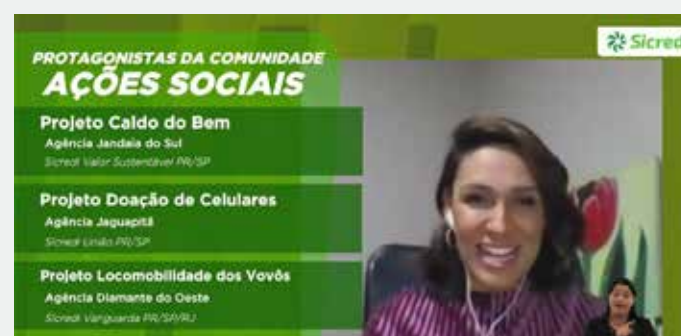 PROTAGONISTAS DA COMUNIDADE
AÇÕES SOCIAIS
Sicred
Projeto Caldo do Bem
Agência Jandaia do Sul
Sicredi Valor Sustentável PR/SP
Projeto Doação de Celulares
Agência Jaguapitã
Sicredi União PR/SP
Projeto Locomobilidade dos Vovôs
Agência Diamante do Oeste
Sicredi Vanguarda PR/SP/RJ